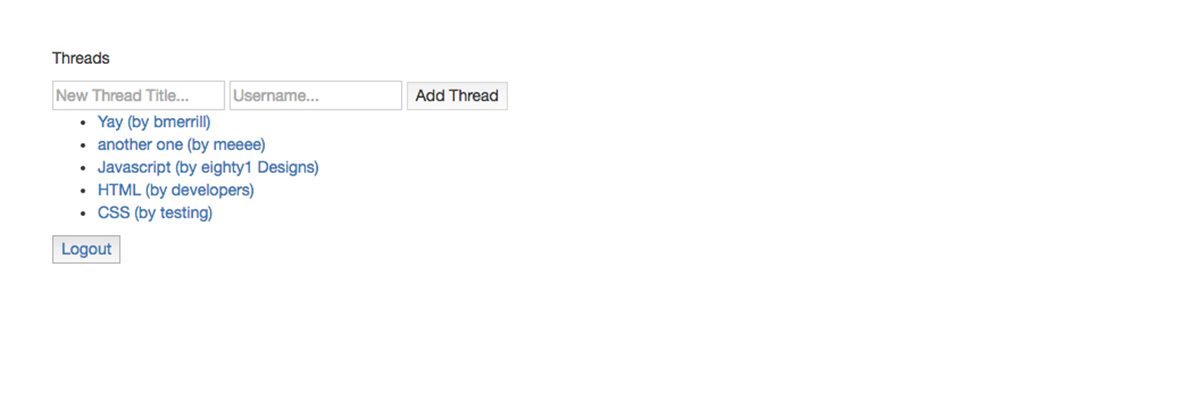 Threads
New Thread Title... Username... Add Thread
Yay (by bmerrill)
another one (by meeee)
Javascript (by eighty1 Designs)
HTML (by developers)
CSS (by testing)
Logout